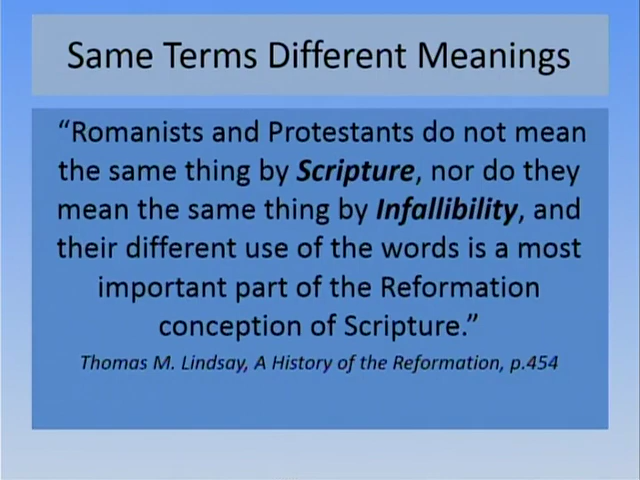 Same Terms Different Meanings
“Romanists and Protestants do not mean
the same thing by Scripture, nor do they
mean the same thing by Infallibility, and
their different use of the words is a most
important part of the Reformation
conception of Scripture.”
Thomas M. Lindsay, A History of the Reformation, p.454